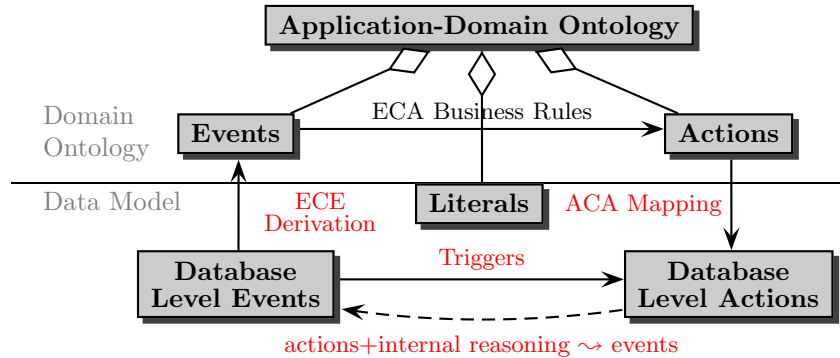 Application-Domain Ontology
Domain
Ontology
ECA Business Rules
Events
Actions
Data Model
ECE
Derivation
Literals
ACA Mapping
Database
Level Events
Triggers
Database
Level Actions
actions+internal reasoning ⤳ events